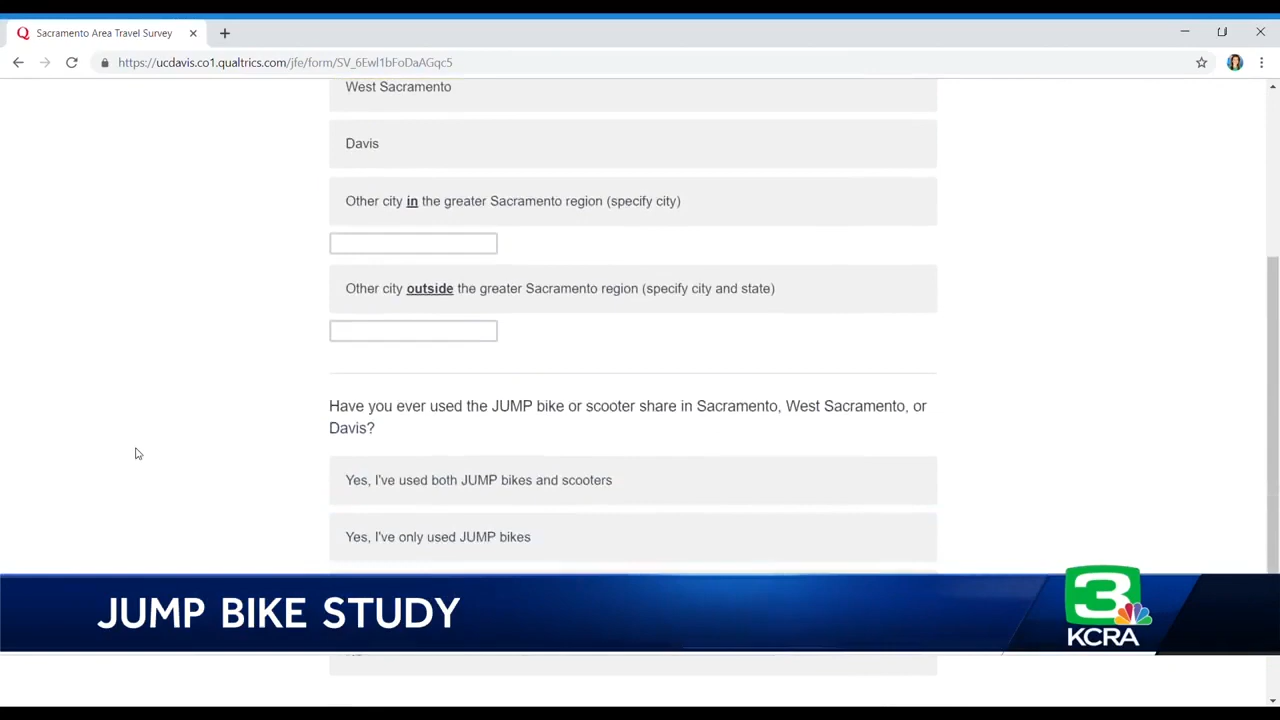 Sacramento Area Travel Survey
https://ucdavis.co1.qualtrics.com/jfe/form/SV_6Ewl1bFoDaAGqc5
West Sacramento
Davis
Other city in the greater Sacramento region (specify city)
Other city outside the greater Sacramento region (specify city and state)
Have you ever used the JUMP bike or scooter share in Sacramento, West Sacramento, or
Davis?
Yes, I've used both JUMP bikes and scooters
Yes, I've only used JUMP bikes
JUMP BIKE STUDY
3
KCRA